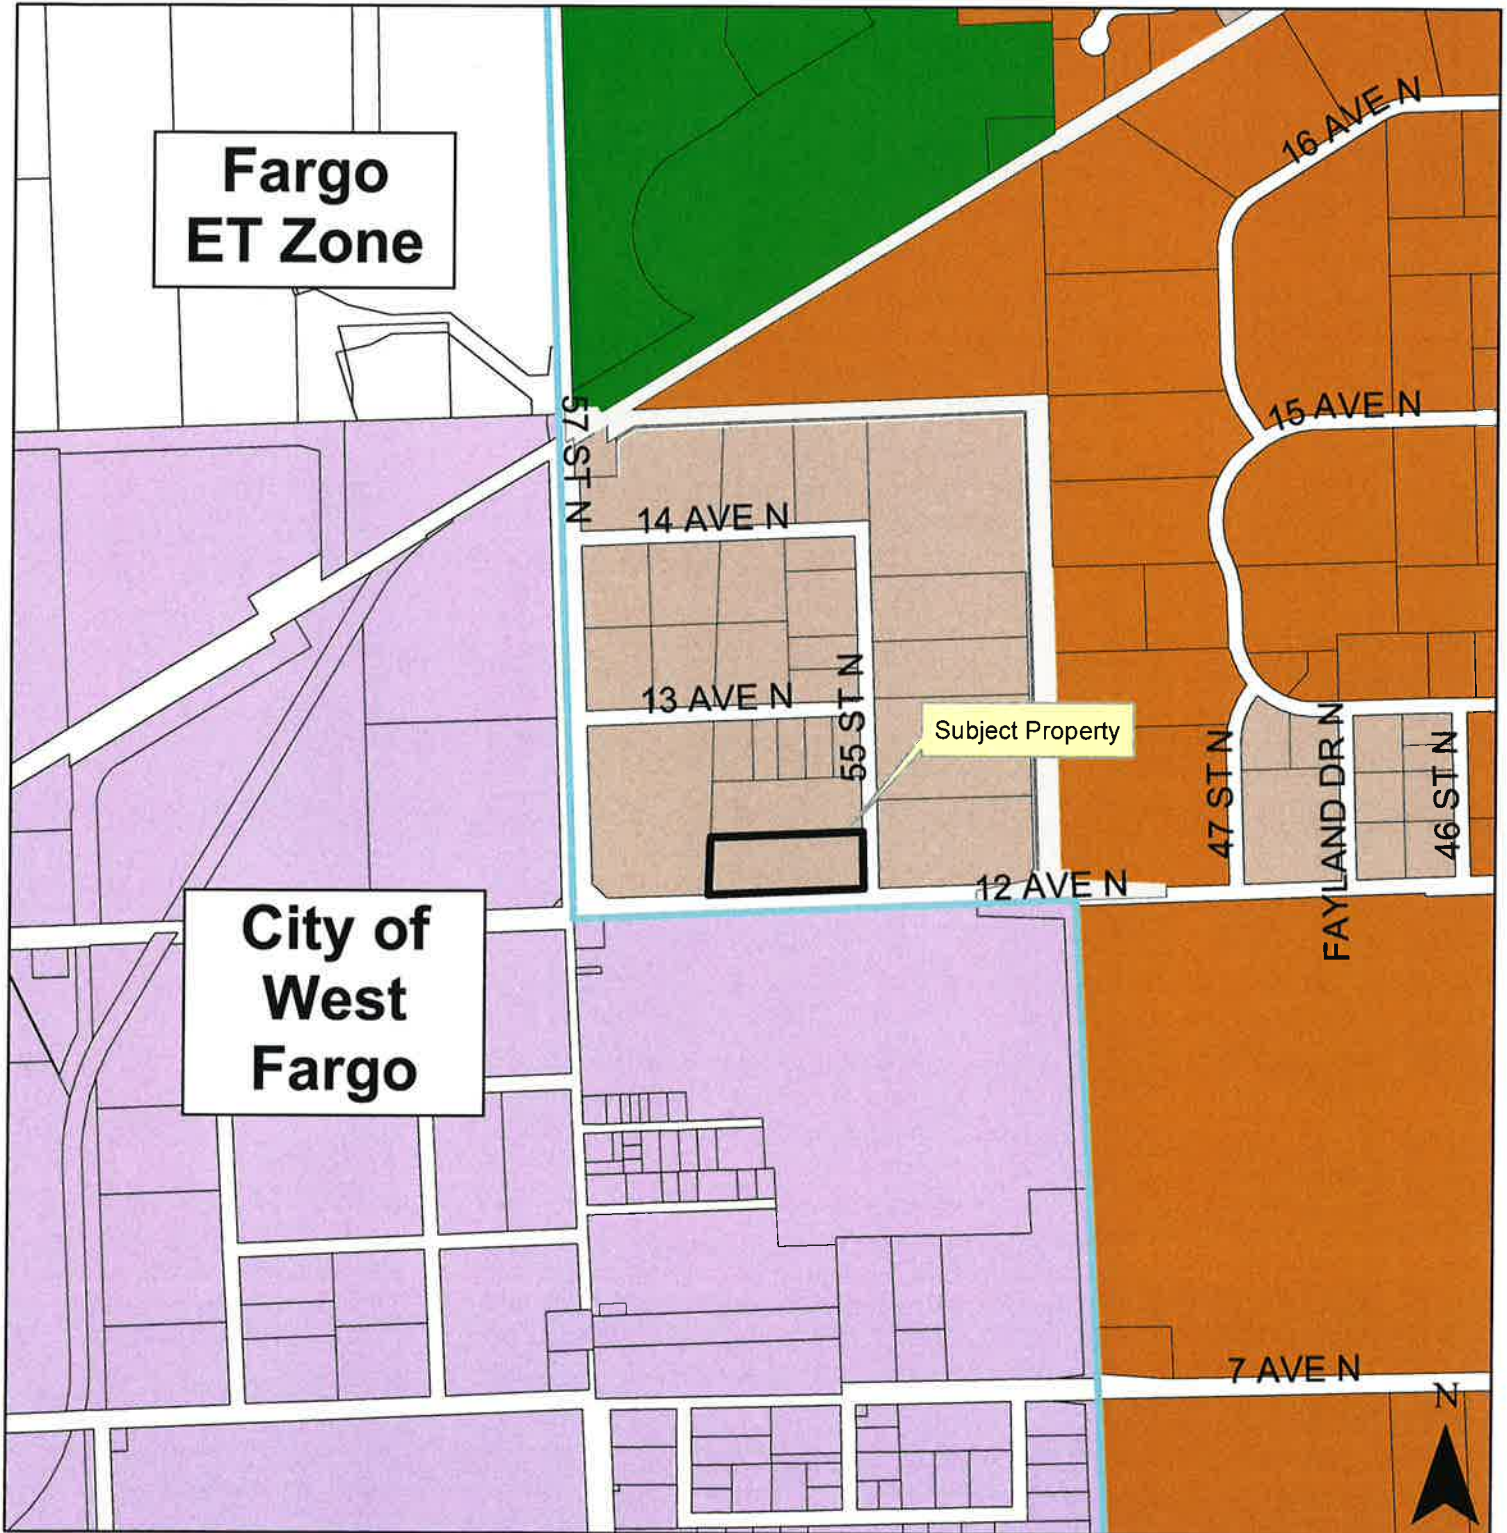 16 AVE N
Fargo
ET Zone
15 AVE N
57 ST N
14 AVE N
13 AVE N
55 ST N
Subject Property
47 ST N
FAYLAND DR N
46 ST N
12 AVE N
City of
West
Fargo
7 AVE N
N